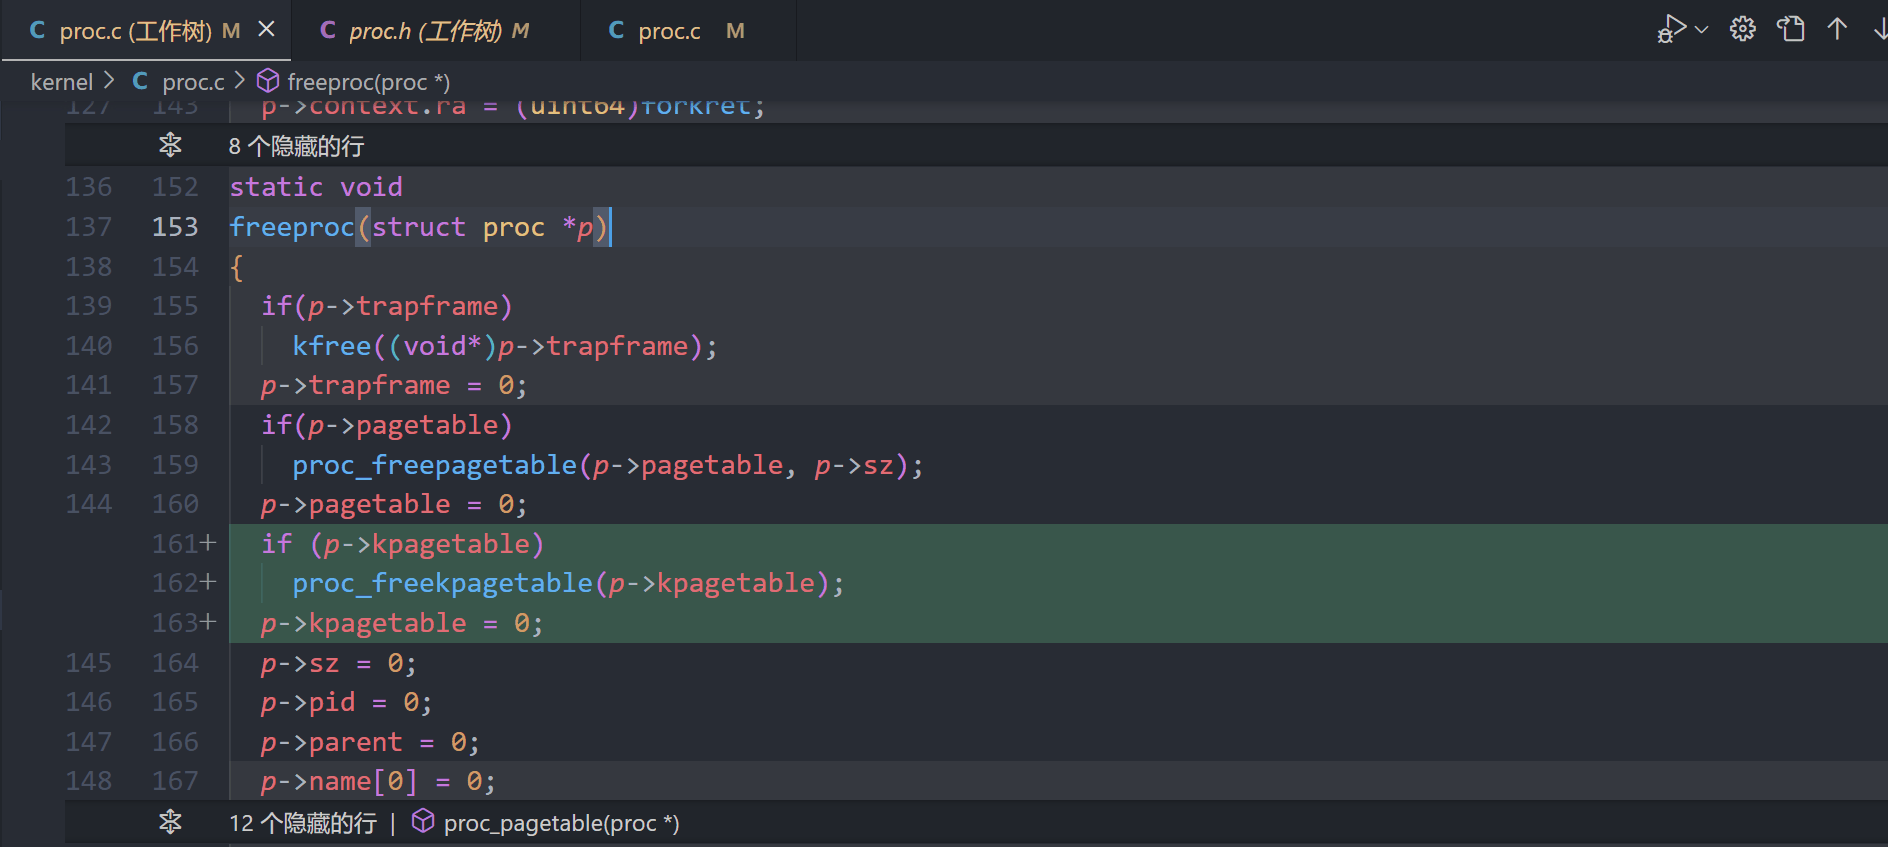 C proc.c (工作树) M
C proc.h (工作树) M
C proc.c M
kernel > C proc.c > freeproc(proc *)
127 143 p->context.ra = (uint64)forkret;
8 个隐藏的行
136 152 static void
137 153 freeproc(struct proc *p)
138 154 {
139 155 if(p->trapframe)
140 156 kfree((void*)p->trapframe);
141 157 p->trapframe = 0;
142 158 if(p->pagetable)
143 159 proc_freepagetable(p->pagetable, p->sz);
144 160 p->pagetable = 0;
161+ if (p->kpagetable)
162+ proc_freekpagetable(p->kpagetable);
163+ p->kpagetable = 0;
145 164 p->sz = 0;
146 165 p->pid = 0;
147 166 p->parent = 0;
148 167 p->name[0] = 0;
12 个隐藏的行 | proc_pagetable(proc *)